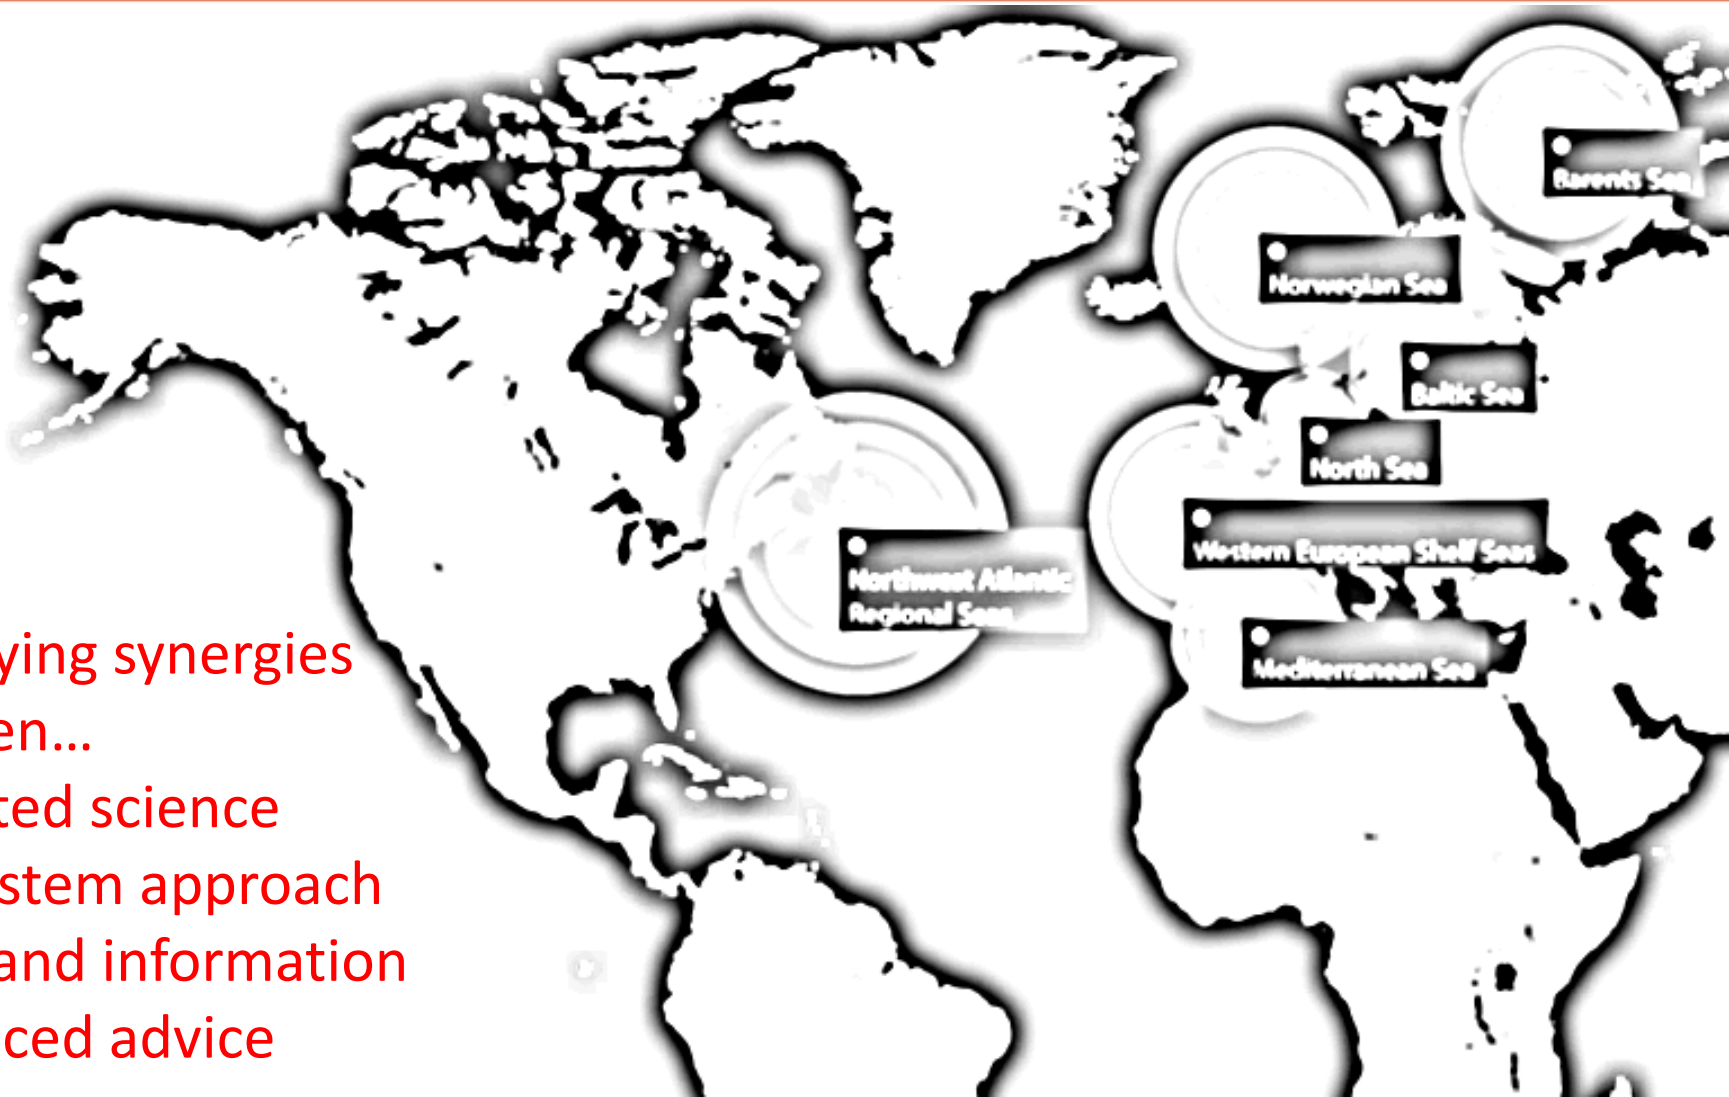 Barents Sea
Norwegian Sea
Baltic Sea
North Sea
Western European Shelf Seas
Northwest Atlantic
Regional Seas
Mediterranean Sea
ying synergies
en...
ted science
stem approach
and information
ced advice